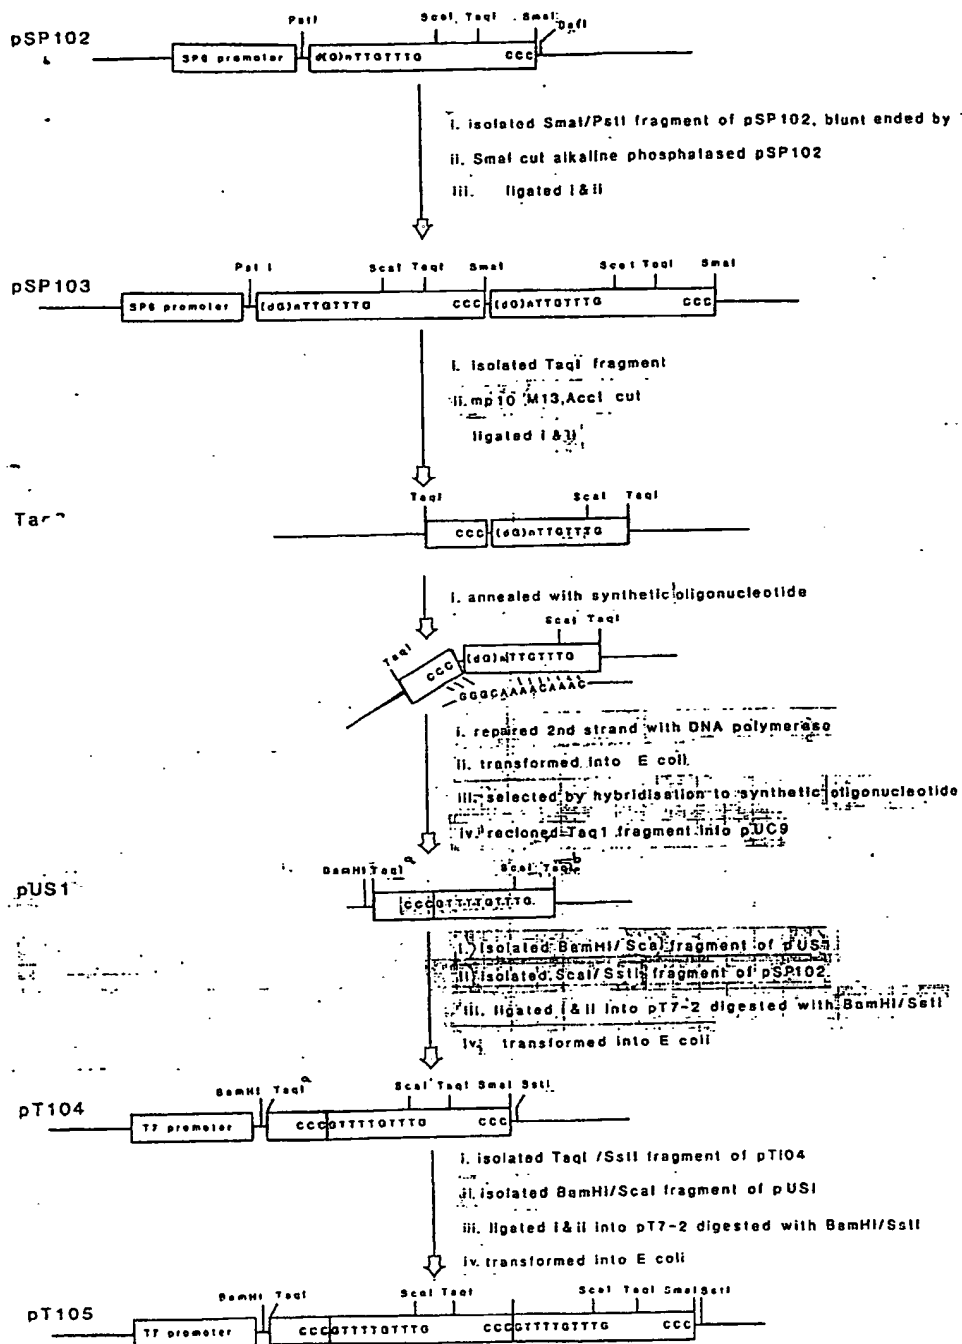 PstI ScaI TaqI SmaI
pSP102
SP6 promoter d(G)nTTGTTTG CCC
i. isolated SmaI/PstI fragment of pSP102, blunt ended by
ii. SmaI cut alkaline phosphalased pSP102
iii. ligated i & ii
Pst I ScaI TaqI SmaI ScaI TaqI SmaI
pSP103
SP6 promoter (dG)nTTGTTTG CCC (dG)nTTGTTTG CCC
i. isolated TaqI fragment
ii. mp10 M13, AccI cut
ligated i & ii
TaqI ScaI TaqI
CCC (dG)nTTGTTTG
i. annealed with synthetic oligonucleotide
ScaI TaqI
TaqI CCC (dG)nTTGTTTG
GGGCAAAACAAAC
i. repaired 2nd strand with DNA polymerase
ii. transformed into E coli
iii. selected by hybridisation to synthetic oligonucleotide
iv. recloned Taq1 fragment into pUC9
BamHI TaqI ScaI TaqI
pUS1
CCCGTTTTGTTTG
i. isolated BamHI/ScaI fragment of pUS1
ii. isolated ScaI/SstI fragment of pSP102
iii. ligated i & ii into pT7-2 digested with BamHI/SstI
iv. transformed into E coli
BamHI TaqI a ScaI TaqI SmaI SstI
pT104
T7 promoter CCCGTTTTGTTTG CCC
i. isolated TaqI /SstI fragment of pT104
ii. isolated BamHI/ScaI fragment of pUSI
iii. ligated i & ii into pT7-2 digested with BamHI/SstI
iv. transformed into E coli
BamHI TaqI ScaI TaqI ScaI TaqI SmaI SstI
pT105
T7 promoter CCCGTTTTGTTTG CCCGTTTTGTTTG CCC